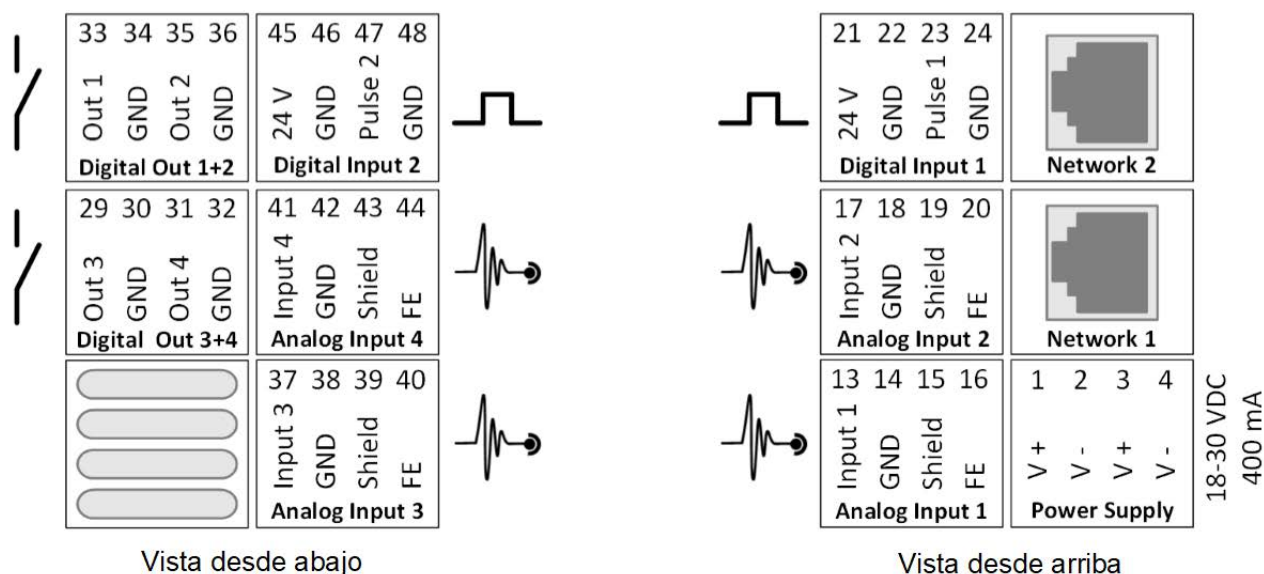 33 34 35 36
Out 1
GND
Out 2
GND
Digital Out 1+2
45 46 47 48
24 V
GND
Pulse 2
GND
Digital Input 2
29 30 31 32
Out 3
GND
Out 4
GND
Digital Out 3+4
41 42 43 44
Input 4
GND
Shield
FE
Analog Input 4
37 38 39 40
Input 3
GND
Shield
FE
Analog Input 3
Vista desde abajo
21 22 23 24
24 V
GND
Pulse 1
GND
Digital Input 1
Network 2
17 18 19 20
Input 2
GND
Shield
FE
Analog Input 2
Network 1
13 14 15 16
Input 1
GND
Shield
FE
Analog Input 1
1 2 3 4
V +
V -
V +
V -
Power Supply
18-30 VDC
400 mA
Vista desde arriba